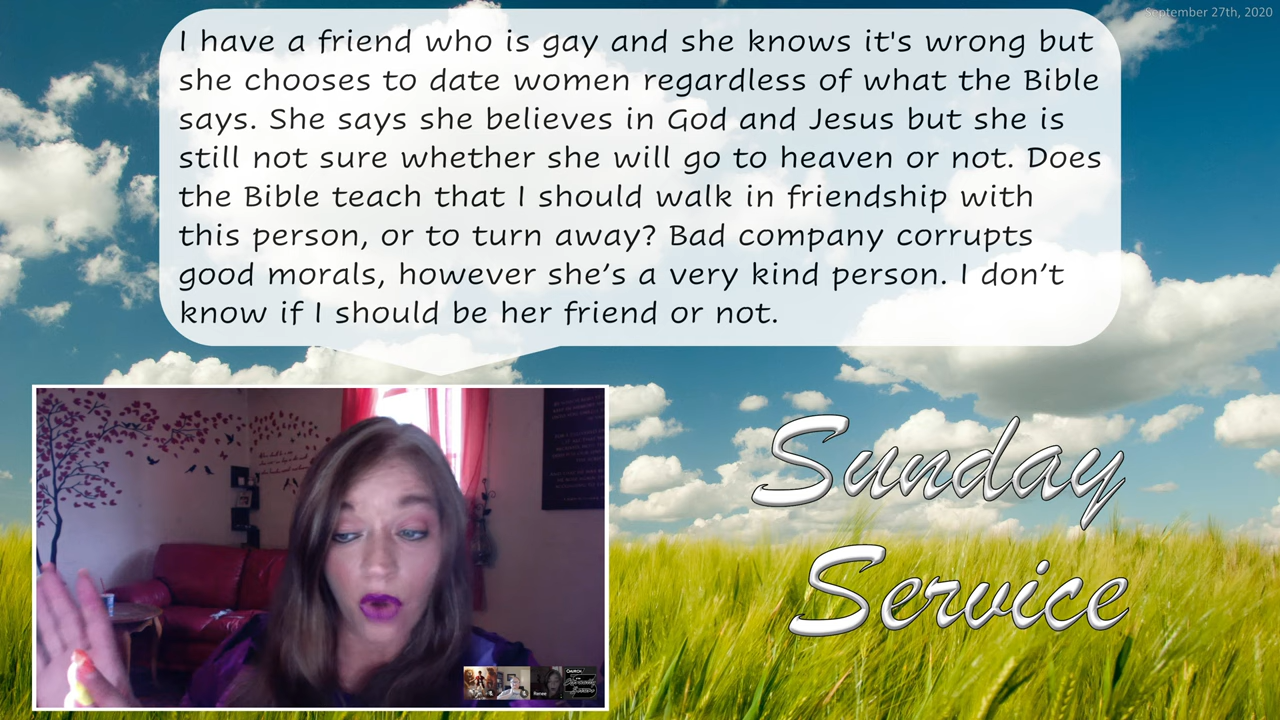 September 27th, 2020
I have a friend who is gay and she knows it's wrong but
she chooses to date women regardless of what the Bible
says. She says she believes in God and Jesus but she is
still not sure whether she will go to heaven or not. Does
the Bible teach that I should walk in friendship with
this person, or to turn away? Bad company corrupts
good morals, however she’s a very kind person. I don’t
know if I should be her friend or not.
Sunday
Service
Renee
CHURCH